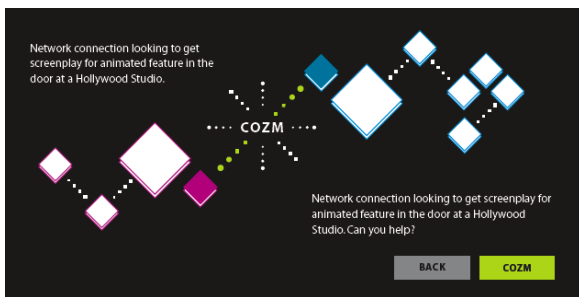 Network connection looking to get
screenplay for animated feature in the
door at a Hollywood Studio.
COZM
Network connection looking to get screenplay for
animated feature in the door at a Hollywood
Studio. Can you help?
BACK
COZM